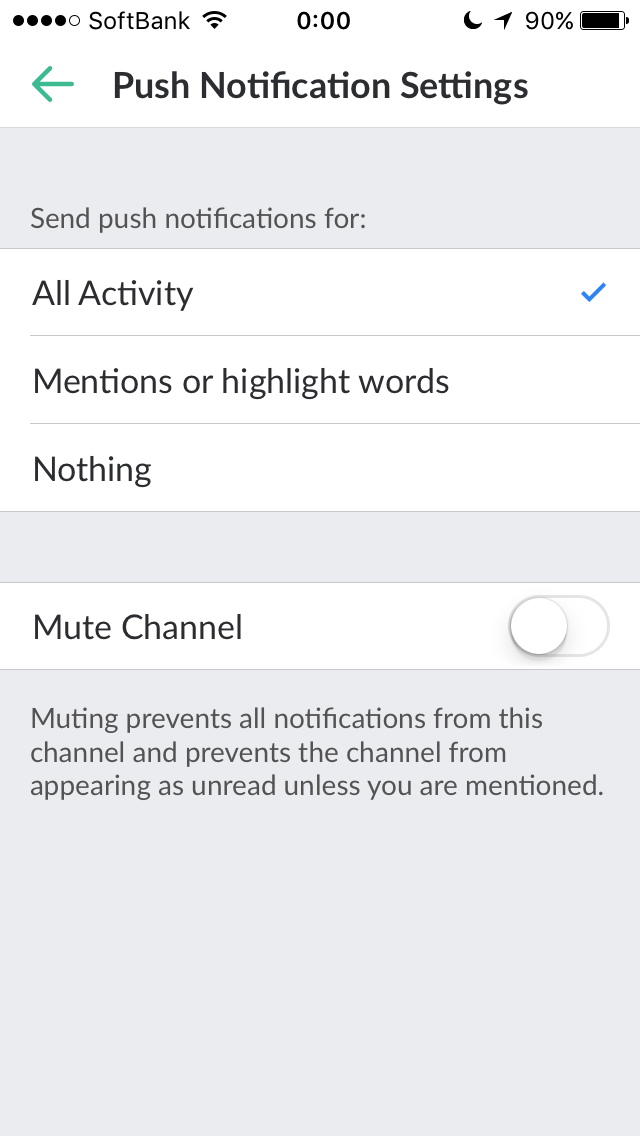 SoftBank 0:00 90%
Push Notification Settings
Send push notifications for:
All Activity
Mentions or highlight words
Nothing
Mute Channel
Muting prevents all notifications from this
channel and prevents the channel from
appearing as unread unless you are mentioned.